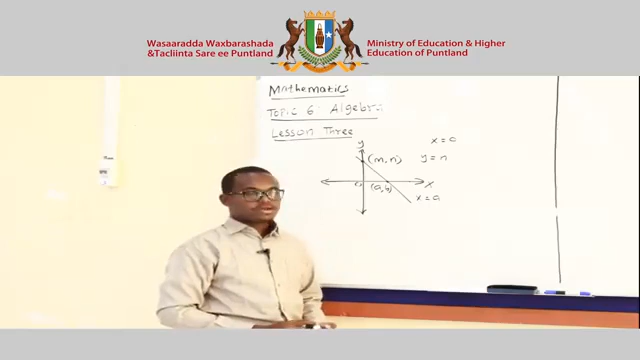 Wasaaradda Waxbarashada
&Tacliinta Sare ee Puntland
Ministry of Education & Higher
Education of Puntland
Mathematics
Topic 6: Algebra
Lesson Three
x = 0
y
(m, n)
y = n
(a, b)
x
x = a